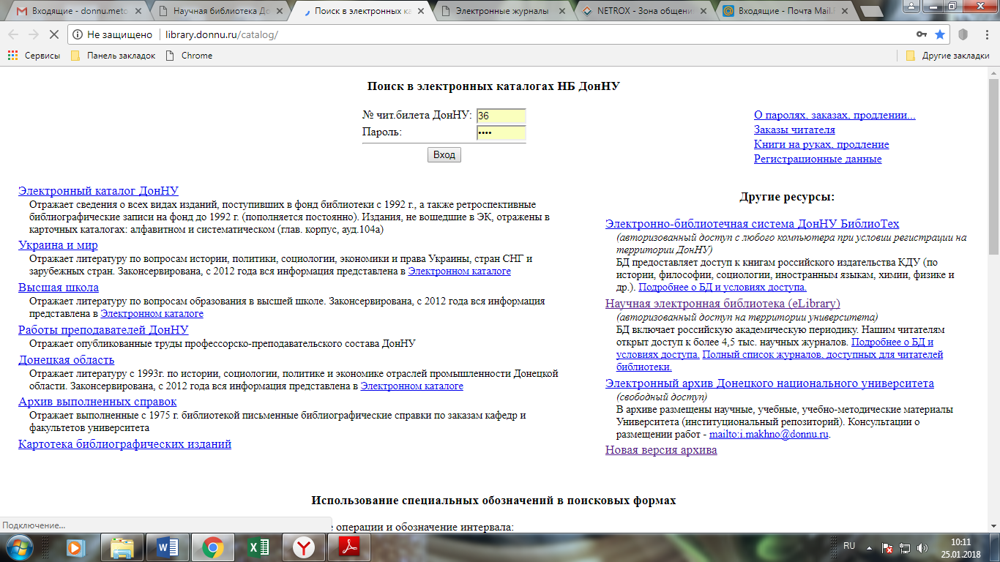 Входящие - donnu.meto
Научная библиотека До
Поиск в электронных ка
Электронные журналы
NETROX - Зона общени
Входящие - Почта Mail.
Не защищено
library.donnu.ru/catalog/
Сервисы
Панель закладок
Chrome
Другие закладки
Поиск в электронных каталогах НБ ДонНУ
№ чит.билета ДонНУ: 36
Пароль: ••••
Вход
О паролях, заказах, продлении...
Заказы читателя
Книги на руках, продление
Регистрационные данные
Электронный каталог ДонНУ
Отражает сведения о всех видах изданий, поступивших в фонд библиотеки с 1992 г., а также ретроспективные
библиографические записи на фонд до 1992 г. (пополняется постоянно). Издания, не вошедшие в ЭК, отражены в
карточных каталогах: алфавитном и систематическом (глав. корпус, ауд.104а)
Украина и мир
Отражает литературу по вопросам истории, политики, социологии, экономики и права Украины, стран СНГ и
зарубежных стран. Законсервирована, с 2012 года вся информация представлена в Электронном каталоге
Высшая школа
Отражает литературу по вопросам образования в высшей школе. Законсервирована, с 2012 года вся информация
представлена в Электронном каталоге
Работы преподавателей ДонНУ
Отражает опубликованные труды профессорско-преподавательского состава ДонНУ
Донецкая область
Отражает литературу с 1993г. по истории, социологии, политике и экономике отраслей промышленности Донецкой
области. Законсервирована, с 2012 года вся информация представлена в Электронном каталоге
Архив выполненных справок
Отражает выполненные с 1975 г. библиотекой письменные библиографические справки по заказам кафедр и
факультетов университета
Картотека библиографических изданий
Другие ресурсы:
Электронно-библиотечная система ДонНУ БиблиоТех
(авторизованный доступ с любого компьютера при условии регистрации на
территории ДонНУ)
БД предоставляет доступ к книгам российского издательства КДУ (по
истории, философии, социологии, иностранным языкам, химии, физике и
др.). Подробнее о БД и условиях доступа.
Научная электронная библиотека (eLibrary)
(авторизованный доступ на территории университета)
БД включает российскую академическую периодику. Нашим читателям
открыт доступ к более 4,5 тыс. научных журналов. Подробнее о БД и
условиях доступа. Полный список журналов, доступных для читателей
библиотеки.
Электронный архив Донецкого национального университета
(свободный доступ)
В архиве размещены научные, учебные, учебно-методические материалы
Университета (институциональный репозиторий). Консультации о
размещении работ - mailto:i.makhno@donnu.ru.
Новая версия архива
Использование специальных обозначений в поисковых формах
е операции и обозначение интервала:
Подключение...
RU
10:11
25.01.2018